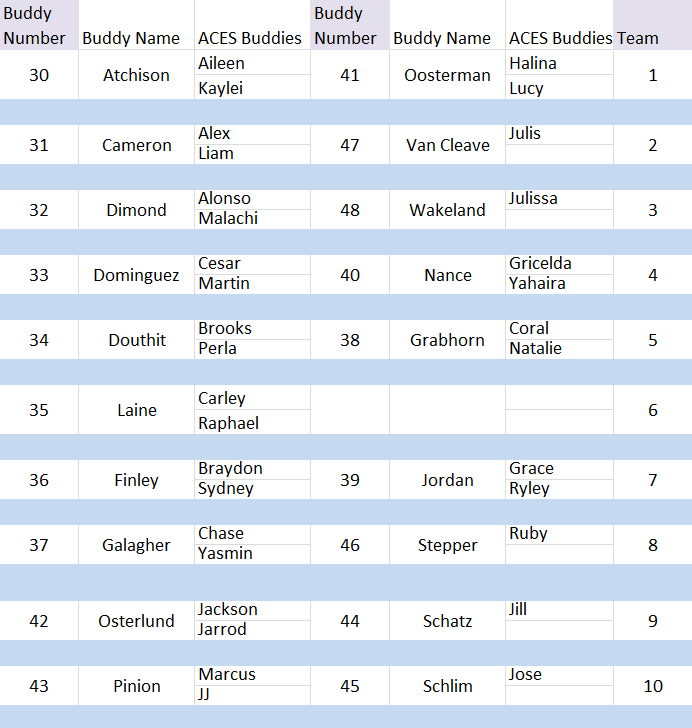 Buddy Buddy
Number Buddy Name ACES Buddies Number Buddy Name ACES Buddies Team
Aileen Halina
30 Atchison 41 Oosterman 1
Kaylei Lucy
Alex Julis
31 Cameron 47 Van Cleave 2
Liam
Alonso Julissa
32 Dimond 48 Wakeland 3
Malachi
Cesar Gricelda
33 Dominguez 40 Nance 4
Martin Yahaira
Brooks Coral
34 Douthit 38 Grabhorn 5
Perla Natalie
Carley
35 Laine 6
Raphael
Braydon Grace
36 Finley 39 Jordan 7
Sydney Ryley
Chase Ruby
37 Galagher 46 Stepper 8
Yasmin
Jackson Jill
42 Osterlund 44 Schatz 9
Jarrod
Marcus Jose
43 Pinion 45 Schlim 10
JJ